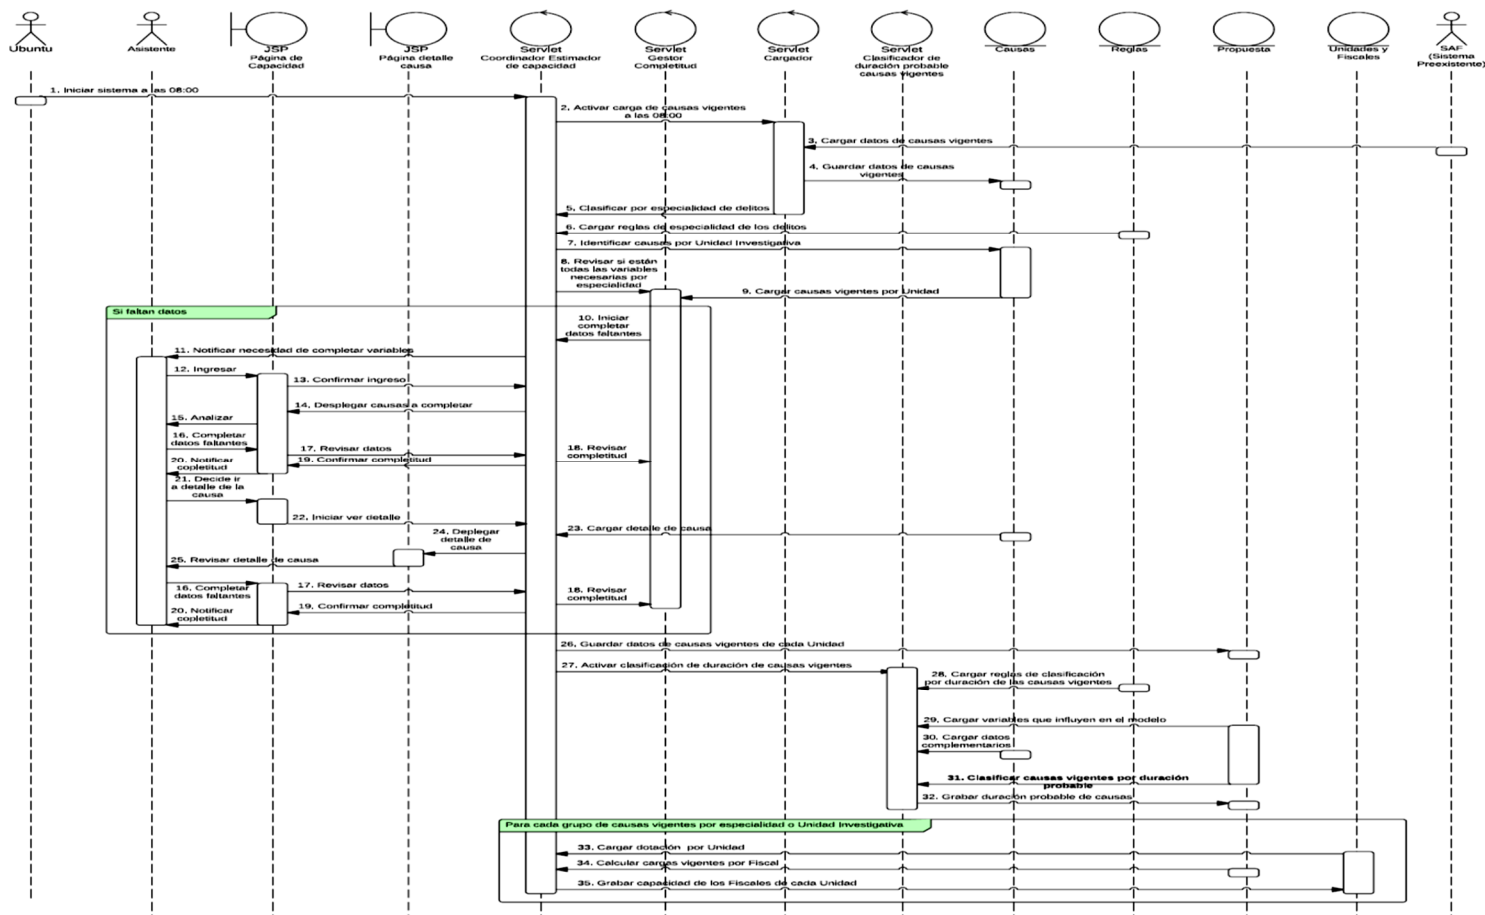 Ubuntu
Asistente
JSP
Página de
Capacidad
JSP
Página detalle
causa
Servlet
Coordinador Estimador
de capacidad
Servlet
Gestor
Completitud
Servlet
Cargador
Servlet
Clasificador de
duración probable
causas vigentes
Causas
Reglas
Propuesta
Unidades y
Fiscales
SAF
(Sistema
Preexistente)
1. Iniciar sistema a las 08:00
2. Activar carga de causas vigentes
a las 08:00
3. Cargar datos de causas vigentes
4. Guardar datos de causas
vigentes
5. Clasificar por especialidad de delitos
6. Cargar reglas de especialidad de los delitos
7. Identificar causas por Unidad Investigativa
8. Revisar si están
todas las variables
necesarias por
especialidad
9. Cargar causas vigentes por Unidad
Si faltan datos
10. Iniciar
completar
datos faltantes
11. Notificar necesidad de completar variables
12. Ingresar
13. Confirmar ingreso
14. Desplegar causas a completar
15. Analizar
16. Completar
datos faltantes
17. Revisar datos
18. Revisar
completitud
19. Confirmar completitud
20. Notificar
copletitud
21. Decide ir
a detalle de la
causa
22. Iniciar ver detalle
23. Cargar detalle de causa
24. Deplegar
detalle de
causa
25. Revisar detalle de causa
16. Completar
datos faltantes
17. Revisar datos
18. Revisar
completitud
19. Confirmar completitud
20. Notificar
copletitud
26. Guardar datos de causas vigentes de cada Unidad
27. Activar clasificación de duración de causas vigentes
28. Cargar reglas de clasificación
por duración de las causas vigentes
29. Cargar variables que influyen en el modelo
30. Cargar datos
complementarios
31. Clasificar causas vigentes por duración
probable
32. Grabar duración probable de causas
Para cada grupo de causas vigentes por especialidad o Unidad Investigativa
33. Cargar dotación por Unidad
34. Calcular cargas vigentes por Fiscal
35. Grabar capacidad de los Fiscales de cada Unidad